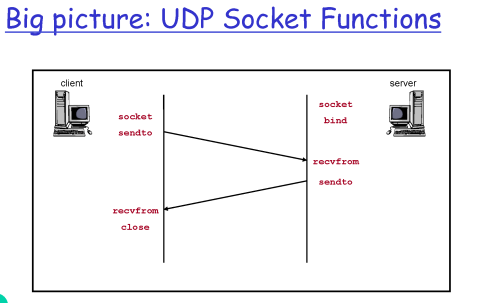 Big picture: UDP Socket Functions
client
server
socket
sendto
socket
bind
recvfrom
sendto
recvfrom
close